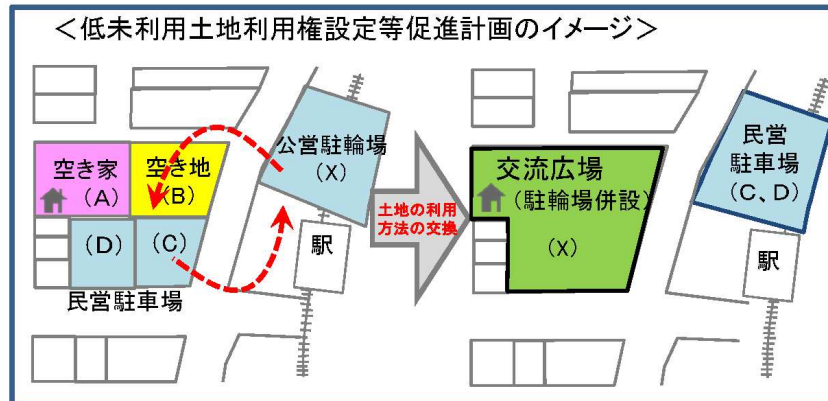 ＜低未利用土地利用権設定等促進計画のイメージ＞
空き家
（A）
空き地
（B）
公営駐輪場
（X）
（D）
（C）
民営駐車場
駅
土地の利用
方法の交換
交流広場
（駐輪場併設）
（X）
民営
駐車場
（C、D）
駅